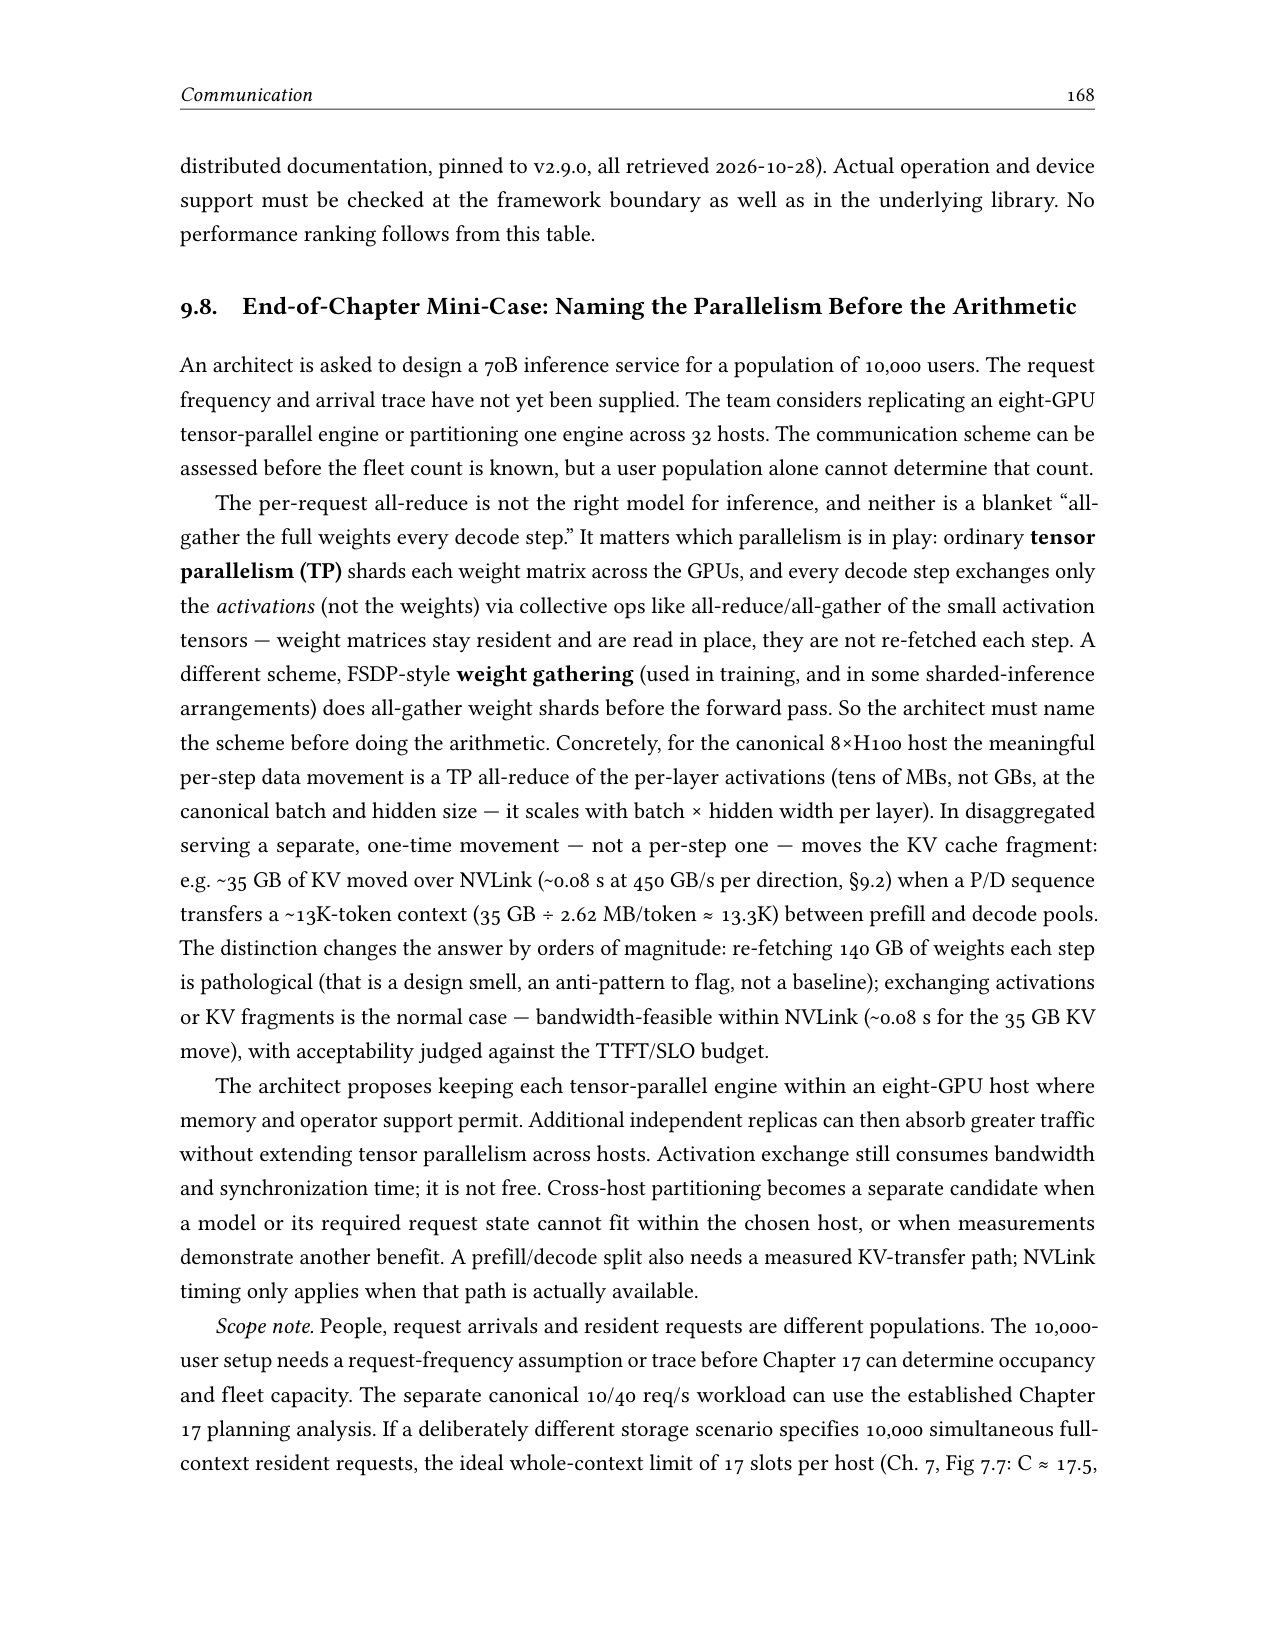 Communication 168
distributed documentation, pinned to v2.9.0, all retrieved 2026-10-28). Actual operation and device
support must be checked at the framework boundary as well as in the underlying library. No
performance ranking follows from this table.
9.8. End-of-Chapter Mini-Case: Naming the Parallelism Before the Arithmetic
An architect is asked to design a 70B inference service for a population of 10,000 users. The request
frequency and arrival trace have not yet been supplied. The team considers replicating an eight-GPU
tensor-parallel engine or partitioning one engine across 32 hosts. The communication scheme can be
assessed before the fleet count is known, but a user population alone cannot determine that count.
The per-request all-reduce is not the right model for inference, and neither is a blanket “all-
gather the full weights every decode step.” It matters which parallelism is in play: ordinary tensor
parallelism (TP) shards each weight matrix across the GPUs, and every decode step exchanges only
the activations (not the weights) via collective ops like all-reduce/all-gather of the small activation
tensors — weight matrices stay resident and are read in place, they are not re-fetched each step. A
different scheme, FSDP-style weight gathering (used in training, and in some sharded-inference
arrangements) does all-gather weight shards before the forward pass. So the architect must name
the scheme before doing the arithmetic. Concretely, for the canonical 8×H100 host the meaningful
per-step data movement is a TP all-reduce of the per-layer activations (tens of MBs, not GBs, at the
canonical batch and hidden size — it scales with batch × hidden width per layer). In disaggregated
serving a separate, one-time movement — not a per-step one — moves the KV cache fragment:
e.g. ~35 GB of KV moved over NVLink (~0.08 s at 450 GB/s per direction, §9.2) when a P/D sequence
transfers a ~13K-token context (35 GB ÷ 2.62 MB/token ≈ 13.3K) between prefill and decode pools.
The distinction changes the answer by orders of magnitude: re-fetching 140 GB of weights each step
is pathological (that is a design smell, an anti-pattern to flag, not a baseline); exchanging activations
or KV fragments is the normal case — bandwidth-feasible within NVLink (~0.08 s for the 35 GB KV
move), with acceptability judged against the TTFT/SLO budget.
The architect proposes keeping each tensor-parallel engine within an eight-GPU host where
memory and operator support permit. Additional independent replicas can then absorb greater traffic
without extending tensor parallelism across hosts. Activation exchange still consumes bandwidth
and synchronization time; it is not free. Cross-host partitioning becomes a separate candidate when
a model or its required request state cannot fit within the chosen host, or when measurements
demonstrate another benefit. A prefill/decode split also needs a measured KV-transfer path; NVLink
timing only applies when that path is actually available.
Scope note. People, request arrivals and resident requests are different populations. The 10,000-
user setup needs a request-frequency assumption or trace before Chapter 17 can determine occupancy
and fleet capacity. The separate canonical 10/40 req/s workload can use the established Chapter
17 planning analysis. If a deliberately different storage scenario specifies 10,000 simultaneous full-
context resident requests, the ideal whole-context limit of 17 slots per host (Ch. 7, Fig 7.7: C ≈ 17.5,